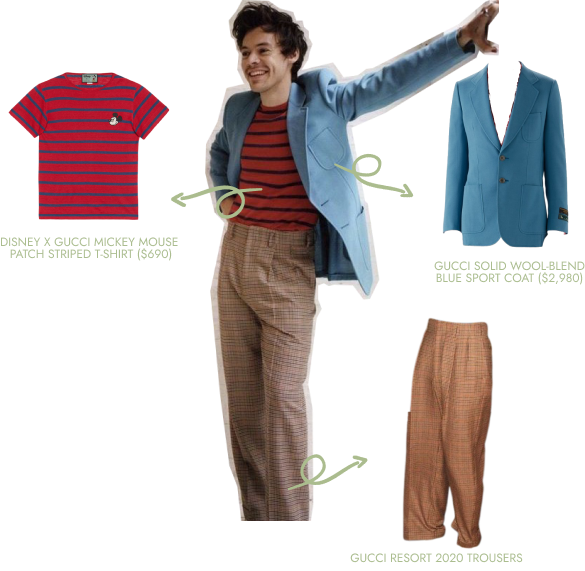 DISNEY X GUCCI MICKEY MOUSE
PATCH STRIPED T-SHIRT ($690)
GUCCI SOLID WOOL-BLEND
BLUE SPORT COAT ($2,980)
GUCCI RESORT 2020 TROUSERS